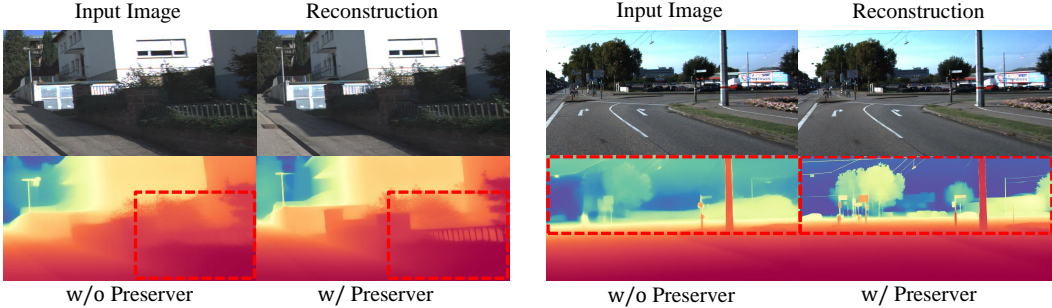 Input Image Reconstruction Input Image Reconstruction
w/o Preserver w/ Preserver w/o Preserver w/ Preserver